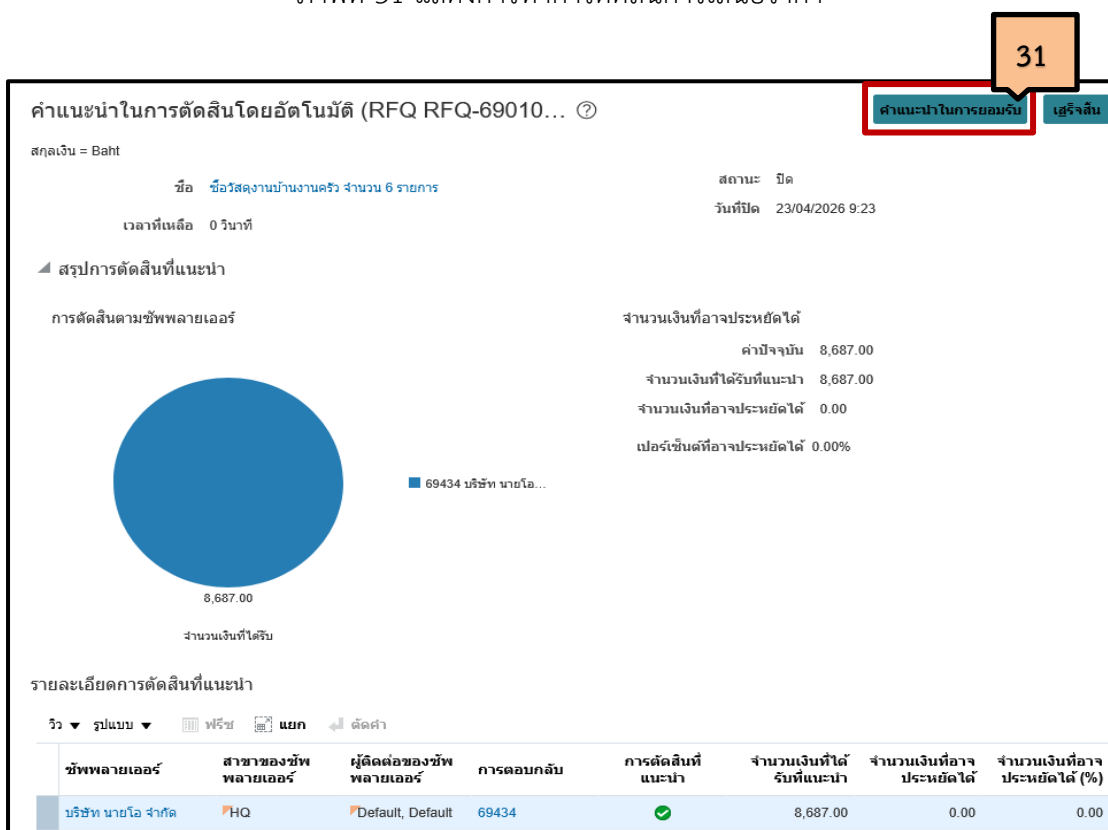 31
คำแนะนำในการตัดสินโดยอัตโนมัติ (RFQ RFQ-69010...
คำแนะนำในการยอมรับ
เสร็จสิ้น
สกุลเงิน = Baht
ชื่อ ซื้อวัสดุงานบ้านงานครัว จำนวน 6 รายการ
สถานะ ปิด
เวลาที่เหลือ 0 วินาที
วันที่ปิด 23/04/2026 9:23
สรุปการตัดสินที่แนะนำ
การตัดสินตามซัพพลายเออร์
จำนวนเงินที่อาจประหยัดได้
ค่าปัจจุบัน 8,687.00
จำนวนเงินที่ได้รับที่แนะนำ 8,687.00
จำนวนเงินที่อาจประหยัดได้ 0.00
เปอร์เซ็นต์ที่อาจประหยัดได้ 0.00%
69434 บริษัท นายโอ...
8,687.00
จำนวนเงินที่ได้รับ
รายละเอียดการตัดสินที่แนะนำ
วิว รูปแบบ ฟรีซ แยก ตัดคำ
ซัพพลายเออร์ สาขาของซัพพลายเออร์ ผู้ติดต่อของซัพพลายเออร์ การตอบกลับ การตัดสินที่แนะนำ จำนวนเงินที่ได้รับที่แนะนำ จำนวนเงินที่อาจประหยัดได้ จำนวนเงินที่อาจประหยัดได้ (%)
บริษัท นายโอ จำกัด HQ Default, Default 69434 8,687.00 0.00 0.00